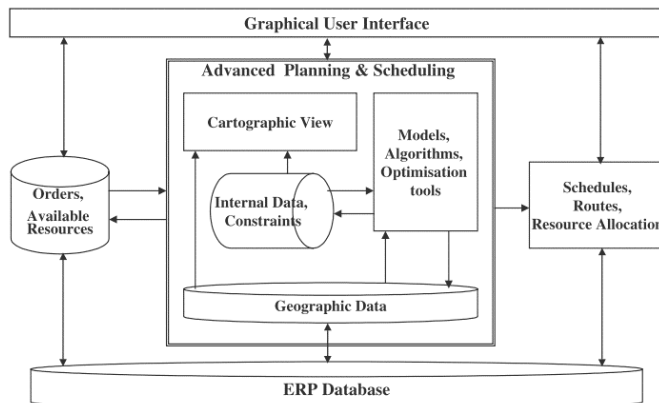 Graphical User Interface
Advanced Planning & Scheduling
Cartographic View
Models,
Algorithms,
Optimisation
tools
Orders,
Available
Resources
Internal Data,
Constraints
Schedules,
Routes,
Resource Allocation
Geographic Data
ERP Database